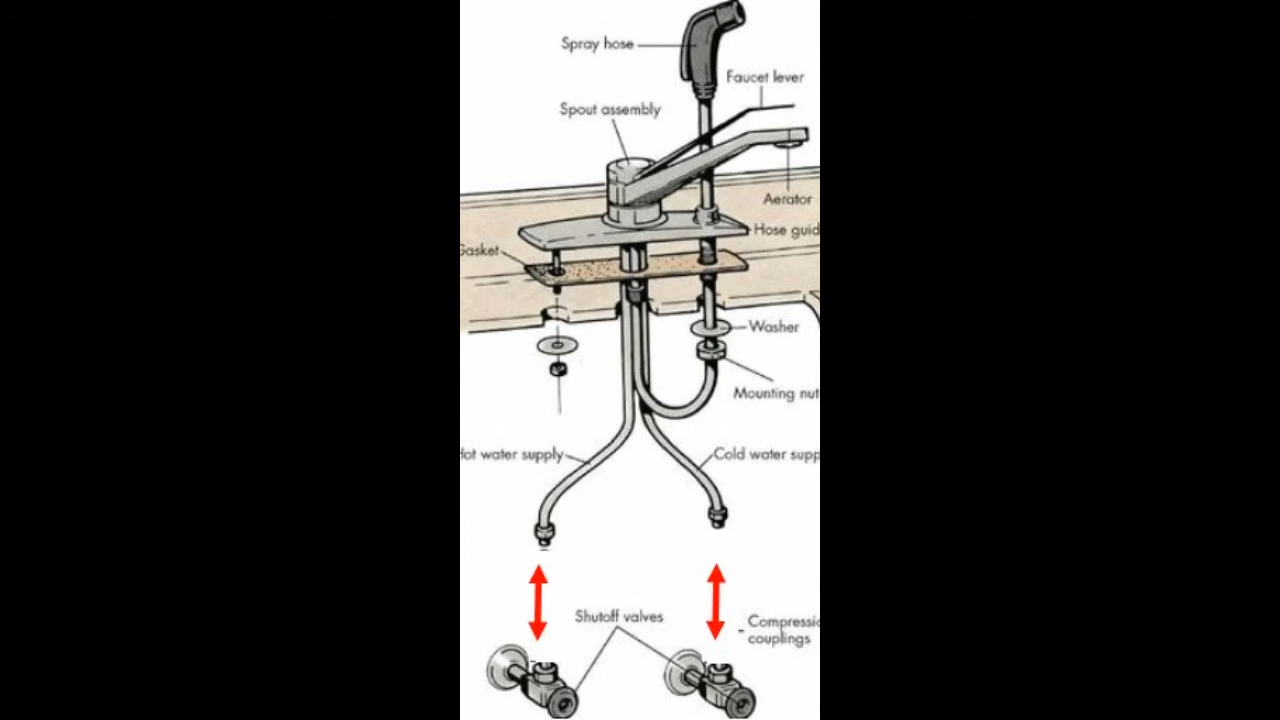 Spray hose
Faucet lever
Spout assembly
Aerator
Hose guid
Gasket
Washer
Mounting nut
Hot water supply
Cold water supp
Shutoff valves
Compressio
couplings